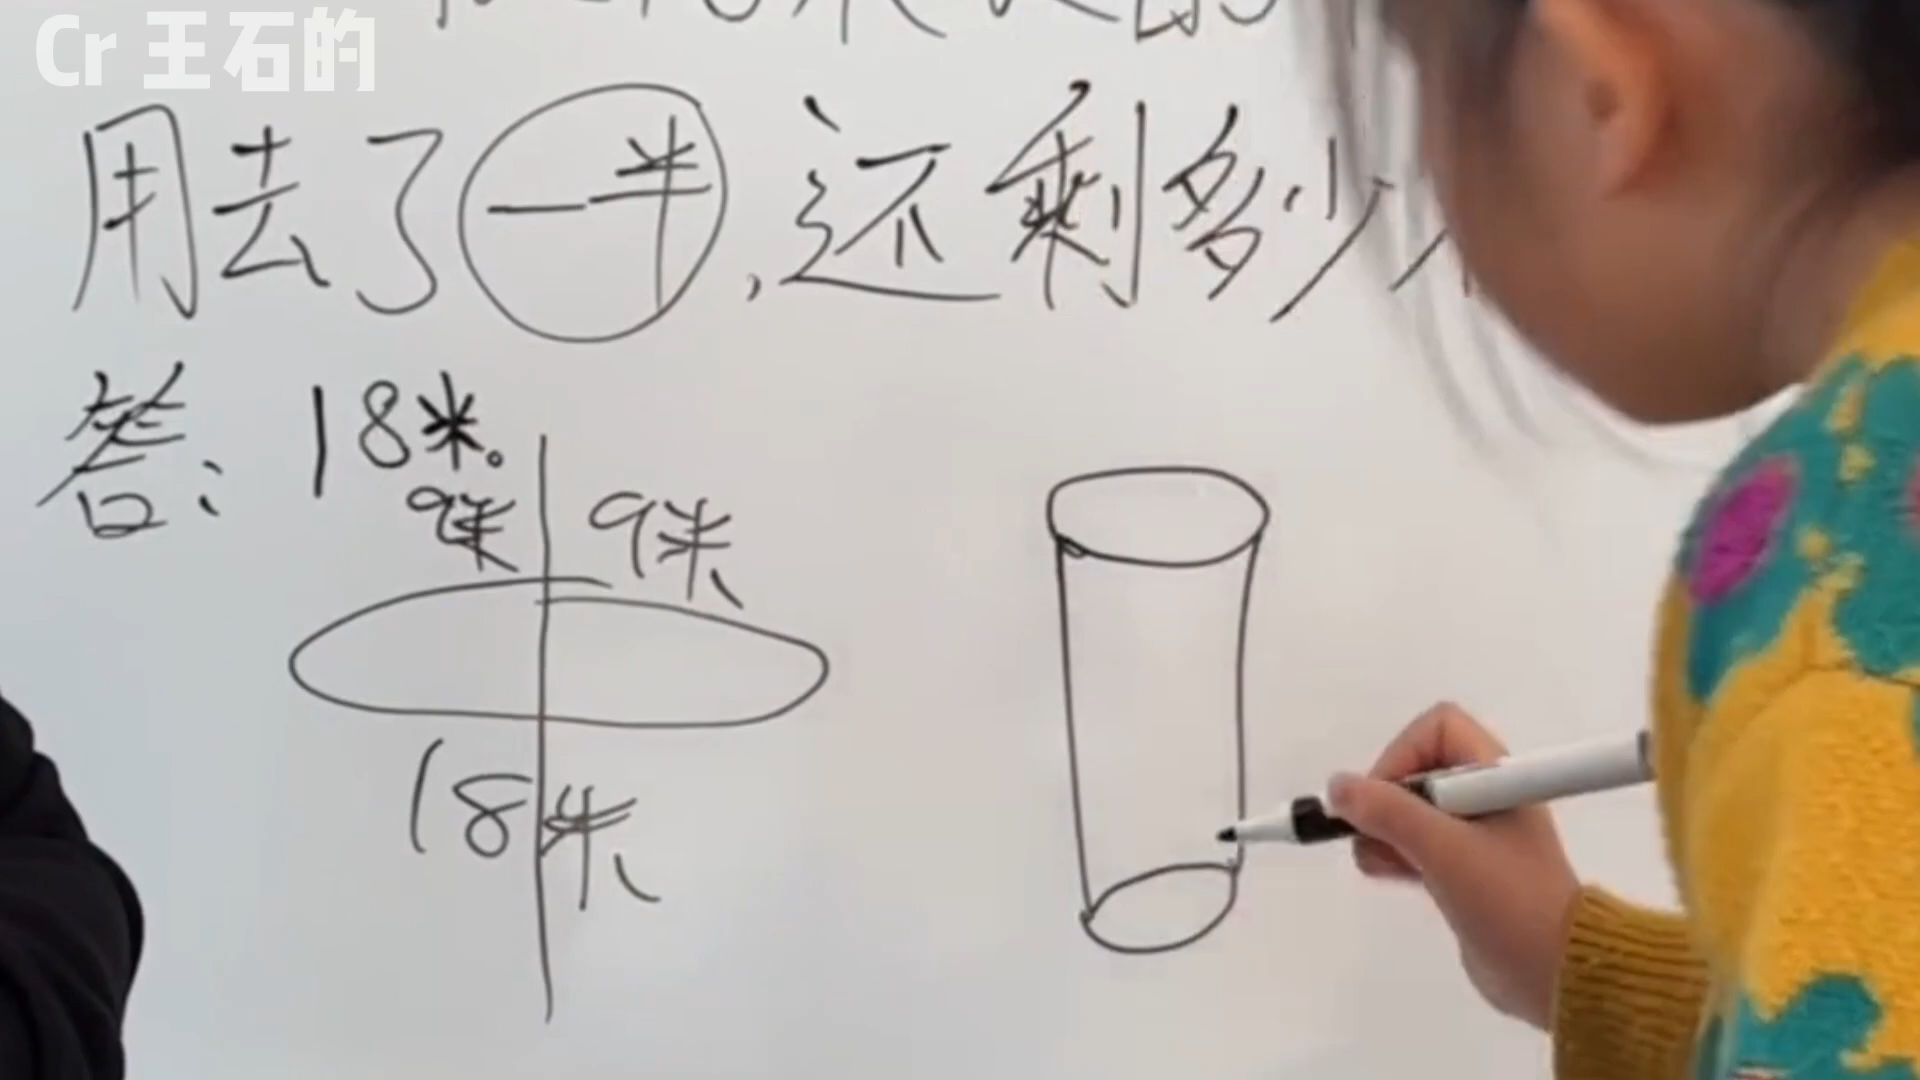 Cr 王石的
用去了一半,还剩多少
答:18米。
9米 9米
18米